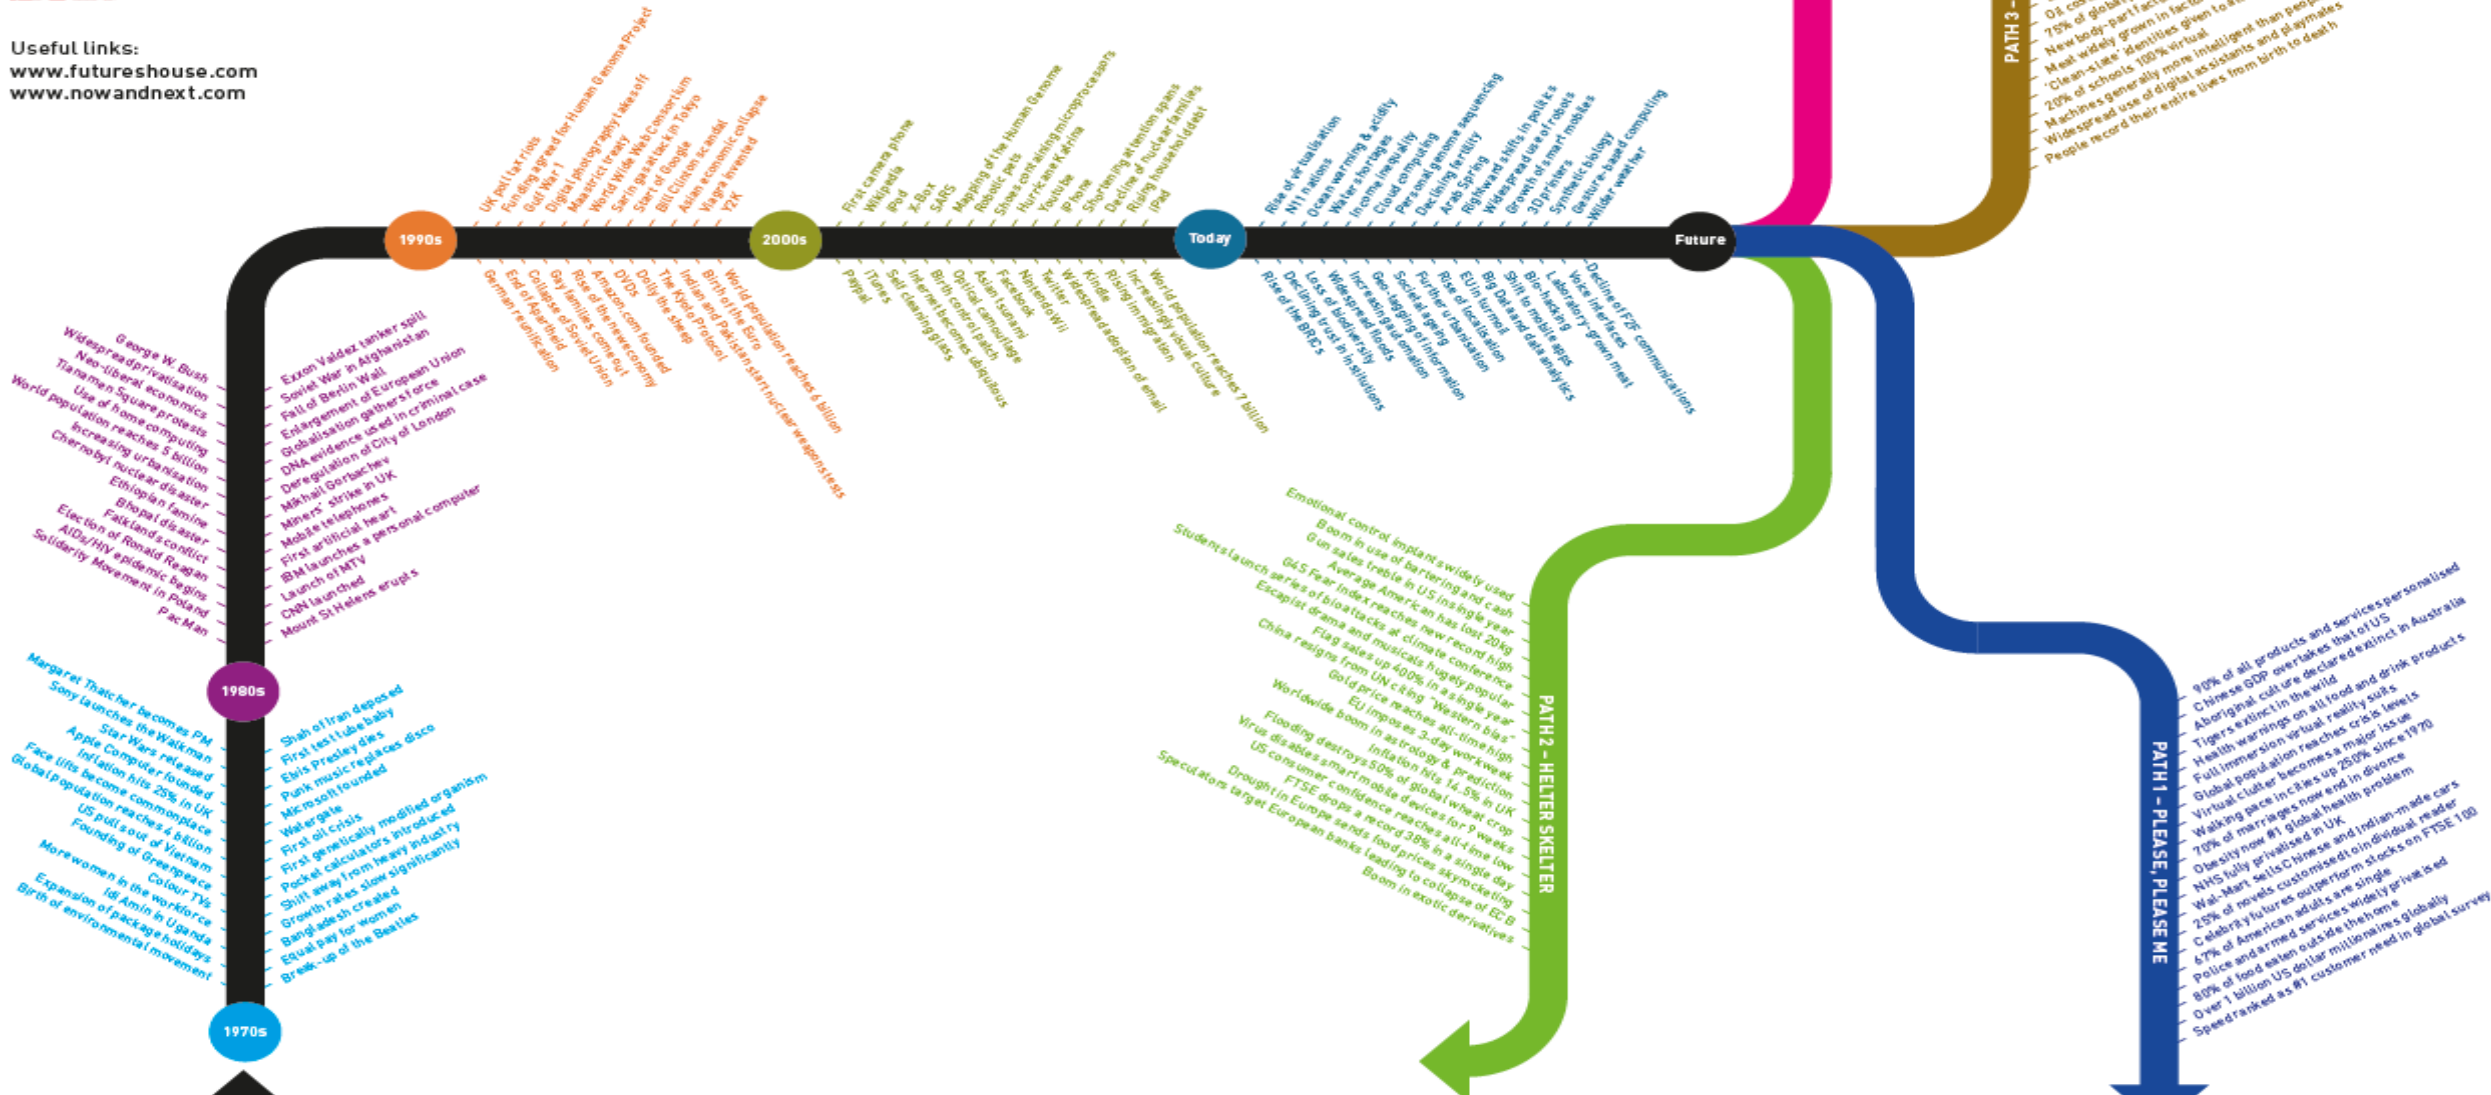 Useful links:
www.futureshouse.com
www.nowandnext.com
UK poll tax riots
Funding agreed for Human Genome Project
Gulf War 1
Digital photography takes off
Maastrict treaty
World Wide Web Consortium
Sarin gas attack in Tokyo
Start of Google
Bill Clinton scandal
Asian economic collapse
Viagra invented
Y2K
First camera phone
Wikipedia
iPod
X-Box
SARS
Mapping of the Human Genome
Robotic pets
Shoes containing microprocessors
Hurricane Katrina
Youtube
iPhone
Shortening attention spans
Decline of nuclear families
Rising household debt
iPad
Rise of virtualisation
N11 nations
Ocean warming & acidity
Water shortages
Income inequality
Cloud computing
Personal genome sequencing
Declining fertility
Arab Spring
Rightward shifts in politics
Widespread use of robots
Growth of smart mobiles
3D printers
Synthetic biology
Gesture-based computing
Wilder weather
PATH 3 –
75% of global
New body-part
Meat widely grown in
'Clean-slate' identities given to
20% of schools 100% virtual
Machines generally more intelligent than
Widespread use of digital assistants and playmates
People record their entire lives from birth to death
1990s
2000s
Today
Future
German reunification
End of Apartheid
Collapse of Soviet Union
Gay families come out
Rise of the new economy
Amazon.com founded
DVDs
Dolly the sheep
The Kyoto Protocol
Indian and Pakistan start nuclear weapons tests
Birth of the Euro
World population reaches 6 billion
Paypal
iTunes
Self cleaning glass
Internet becomes ubiquitous
Birth control patch
Optical camouflage
Asian tsunami
Facebook
Nintendo Wii
Twitter
Widespread adoption of email
Kindle
Rising immigration
Increasingly visual culture
World population reaches 7 billion
Rise of the BRICs
Declining trust in institutions
Loss of biodiversity
Widespread floods
Increasing automation
Geo-tagging of information
Societal ageing
Further urbanisation
Rise of localisation
EU in turmoil
Big Data and data analytics
Shift to mobile apps
Bio-hacking
Laboratory-grown meat
Voice interfaces
Decline of F2F communications
George W. Bush
Widespread privatisation
Neo-liberal economics
Tiananmen Square protests
Use of home computing
World population reaches 5 billion
Increasing urbanisation
Chernobyl nuclear disaster
Ethiopian famine
Bhopal disaster
Falklands conflict
Election of Ronald Reagan
AIDs/HIV epidemic begins
Solidarity Movement in Poland
Pac Man
Exxon Valdez tanker spill
Soviet War in Afghanistan
Fall of Berlin Wall
Enlargement of European Union
Globalisation gathers force
DNA evidence used in criminal case
Deregulation of City of London
Mikhail Gorbachev
Miners' strike in UK
Mobile telephones
First artificial heart
IBM launches a personal computer
Launch of MTV
CNN launched
Mount St Helens erupts
1980s
Margaret Thatcher becomes PM
Sony launches the Walkman
Star Wars released
Apple Computer founded
Inflation hits 25% in UK
Face lifts become commonplace
Global population reaches 4 billion
US pulls out of Vietnam
Founding of Greenpeace
Colour TVs
More women in the workforce
Idi Amin in Uganda
Expansion of package holidays
Birth of environmental movement
Shah of Iran deposed
First test tube baby
Elvis Presley dies
Punk music replaces disco
Microsoft founded
Watergate
First oil crisis
First genetically modified organism
Pocket calculators introduced
Shift away from heavy industry
Growth rates slow significantly
Bangladesh created
Equal pay for women
Break-up of the Beatles
1970s
Emotional control implants widely used
Boom in use of bartering and cash
Gun sales treble in US in single year
Average American has lost 20kg
G4S Fear Index reaches new record high
Students launch series of bioattacks at climate conference
Escapist drama and musicals hugely popular
Flag sales up 400% in a single year
China resigns from UN citing "Western bias"
Gold price reaches all-time high
EU imposes 3-day workweek
Worldwide boom in astrology & prediction
Inflation hits 14.5% in UK
Flooding destroys 50% of global wheat crop
Virus disables smart mobile devices for 9 weeks
US consumer confidence reaches all-time low
FTSE drops a record 38% in a single day
Drought in Europe sends food prices skyrocketing
Speculators target European banks leading to collapse of ECB
Boom in exotic derivatives
PATH 2 – HELTER SKELTER
PATH 1 – PLEASE, PLEASE ME
90% of all products and services personalised
Chinese GDP overtakes that of US
Aboriginal culture declared extinct in Australia
Tigers extinct in the wild
Health warnings on all food and drink products
Full immersion virtual reality suits
Global population reaches crisis levels
Virtual clutter becomes a major issue
Walking pace in cities up 250% since 1970
70% of marriages now end in divorce
Obesity now #1 global health problem
NHS fully privatised in UK
Wal-Mart sells Chinese and Indian-made cars
25% of novels customised to individual reader
Celebrity futures outperform stocks on FTSE 100
67% of American adults are single
Police and armed services widely privatised
80% of food eaten outside the home
Over 1 billion US dollar millionaires globally
Speed ranked as #1 customer need in global survey